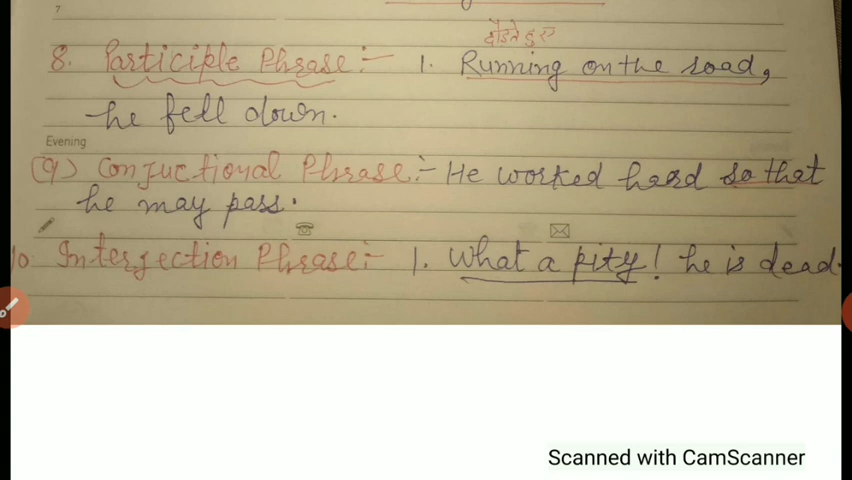 7
दौड़ते हुए
8. Participle Phrase :- 1. Running on the road,
he fell down.
Evening
(9) Conjuctional Phrase :- He worked hard so that
he may pass.
10 Interjection Phrase :- 1. What a pity! he is dead.
Scanned with CamScanner